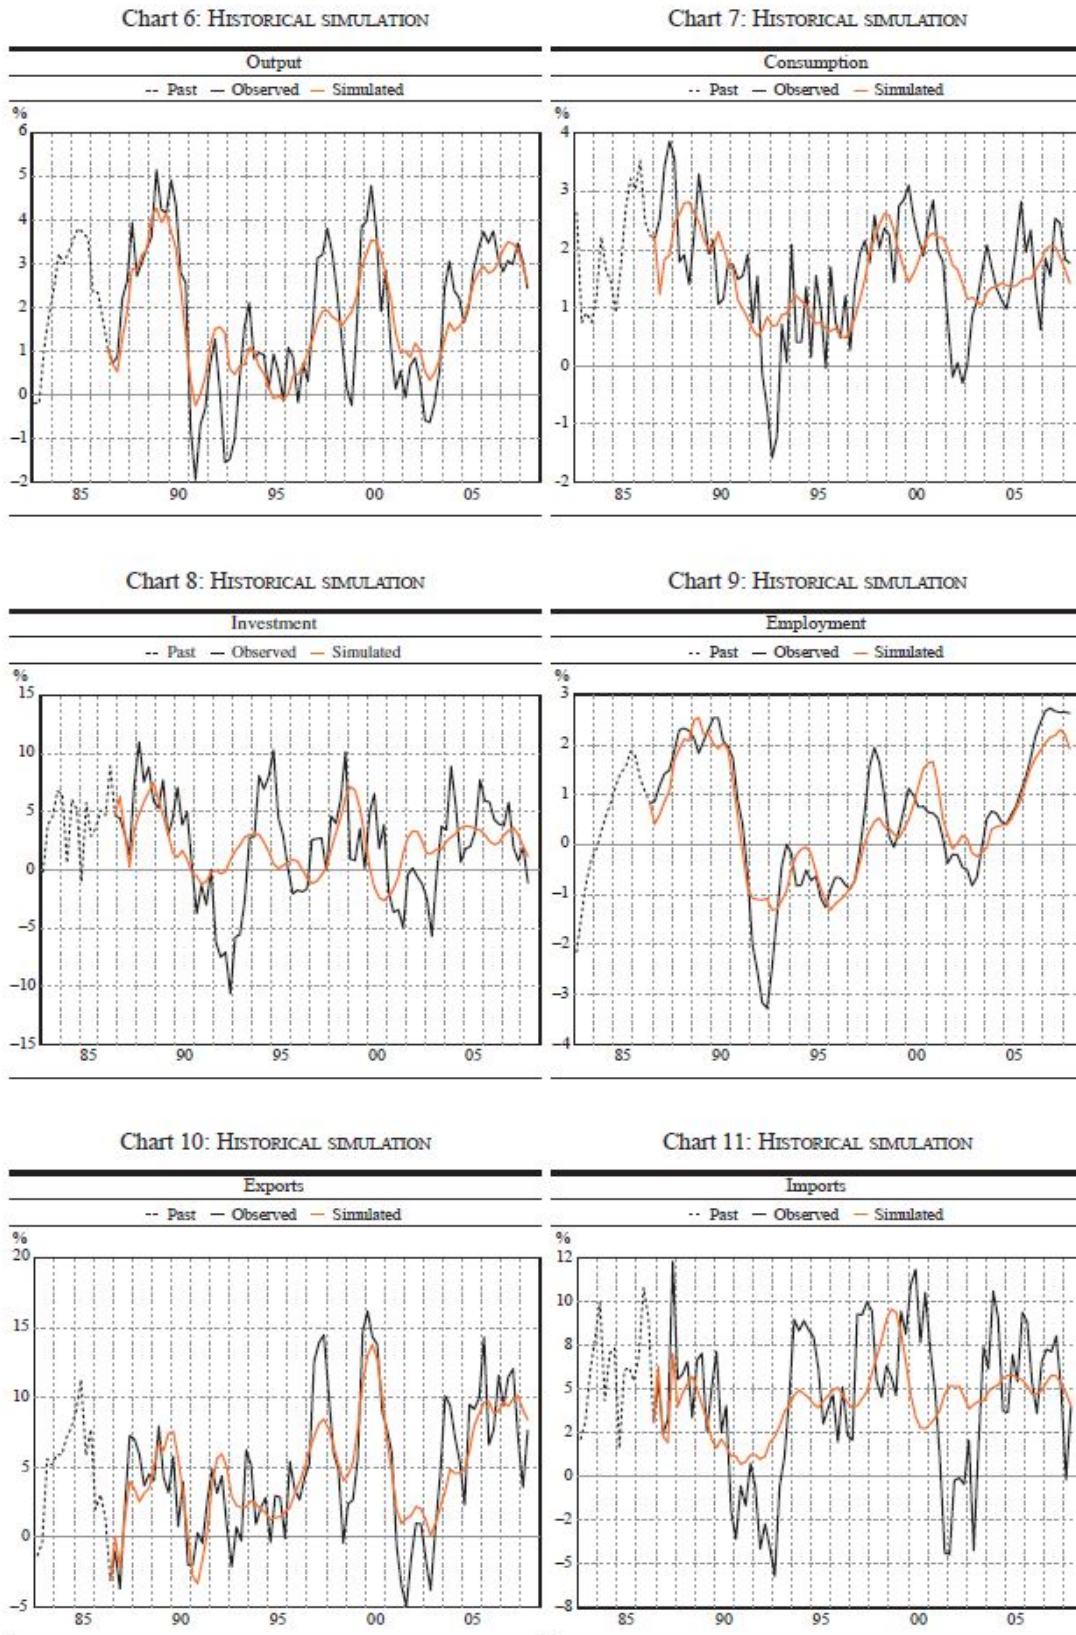 Chart 6: HISTORICAL SIMULATION
Output
-- Past — Observed — Simulated
%
6
5
4
3
2
1
0
–1
–2
85 90 95 00 05
Chart 7: HISTORICAL SIMULATION
Consumption
-- Past — Observed — Simulated
%
4
3
2
1
0
-1
-2
85 90 95 00 05
Chart 8: HISTORICAL SIMULATION
Investment
-- Past — Observed — Simulated
%
15
10
5
0
–5
–10
–15
85 90 95 00 05
Chart 9: HISTORICAL SIMULATION
Employment
-- Past — Observed — Simulated
%
3
2
1
0
–1
–2
–3
–4
85 90 95 00 05
Chart 10: HISTORICAL SIMULATION
Exports
-- Past — Observed — Simulated
%
20
15
10
5
0
–5
85 90 95 00 05
Chart 11: HISTORICAL SIMULATION
Imports
-- Past — Observed — Simulated
%
12
10
8
5
2
0
–2
–5
–8
85 90 95 00 05